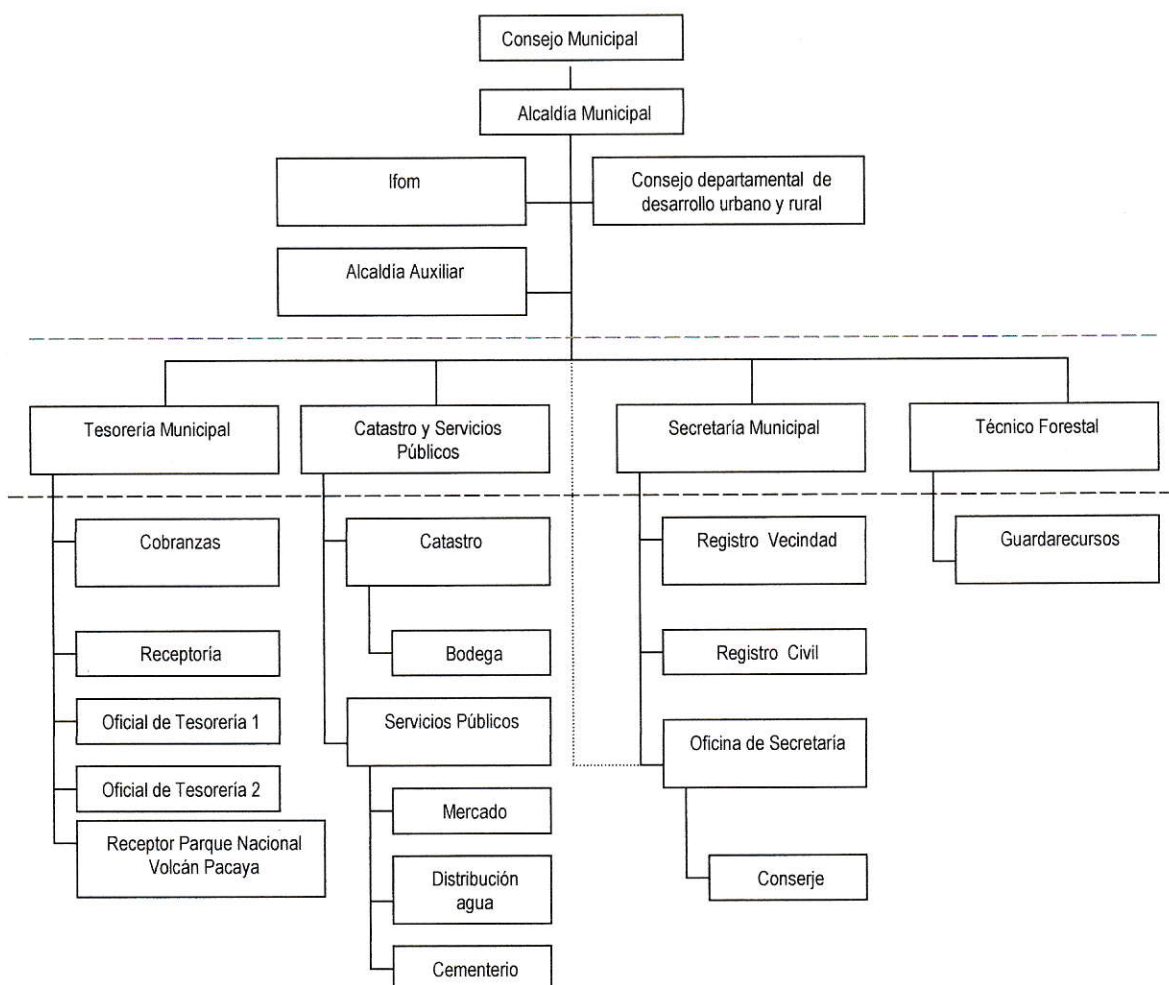 Consejo Municipal
Alcaldía Municipal
Ifom
Consejo departamental de
desarrollo urbano y rural
Alcaldía Auxiliar
Tesorería Municipal
Catastro y Servicios
Públicos
Secretaría Municipal
Técnico Forestal
Cobranzas
Receptoría
Oficial de Tesorería 1
Oficial de Tesorería 2
Receptor Parque Nacional
Volcán Pacaya
Catastro
Bodega
Servicios Públicos
Mercado
Distribución
agua
Cementerio
Registro Vecindad
Registro Civil
Oficina de Secretaría
Conserje
Guardarecursos